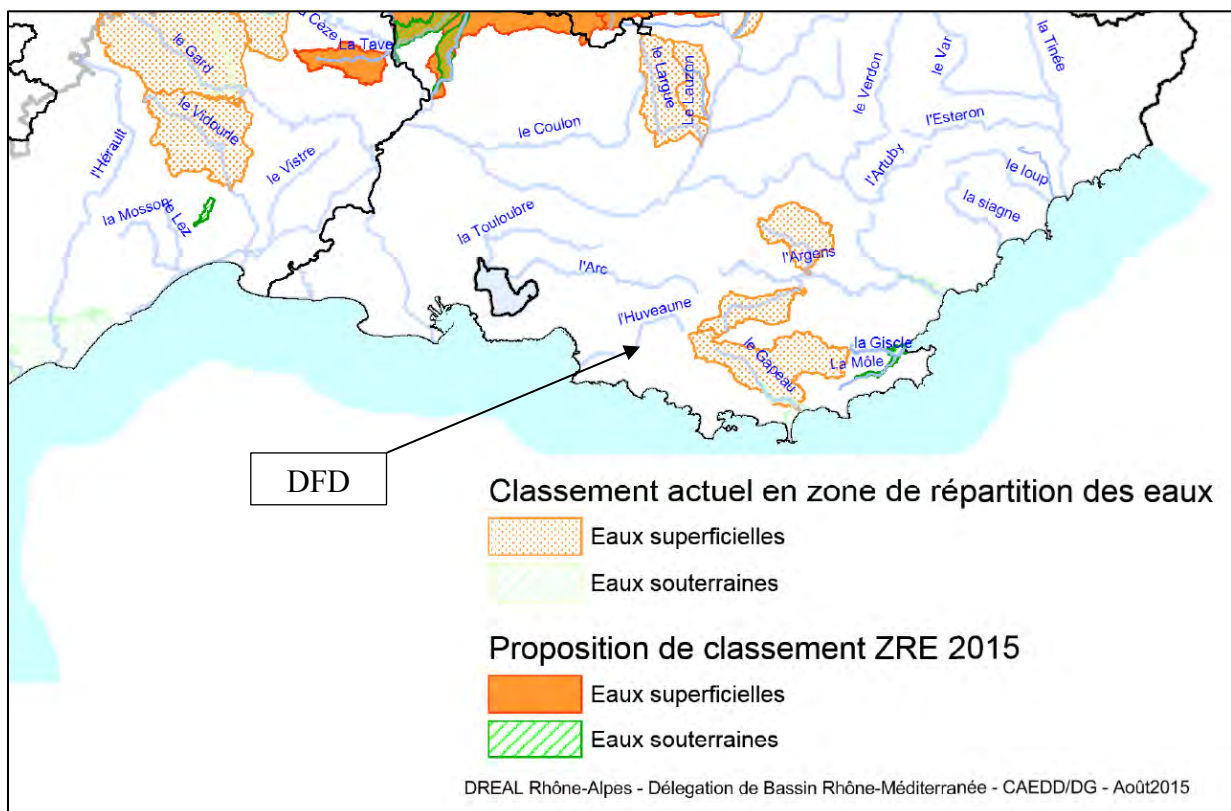 la Cèze
La Tave
le Gard
le Vidourle
l'Hérault
le Vistre
la Mosson
le Lez
le Coulon
le Largue
Le Lauzon
le Verdon
le Var
la Tinée
l'Esteron
l'Artuby
le loup
la siagne
la Touloubre
l'Arc
l'Argens
l'Huveaune
le Gapeau
la Giscle
La Môle
DFD
Classement actuel en zone de répartition des eaux
Eaux superficielles
Eaux souterraines
Proposition de classement ZRE 2015
Eaux superficielles
Eaux souterraines
DREAL Rhône-Alpes - Délegation de Bassin Rhône-Méditerranée - CAEDD/DG - Août2015